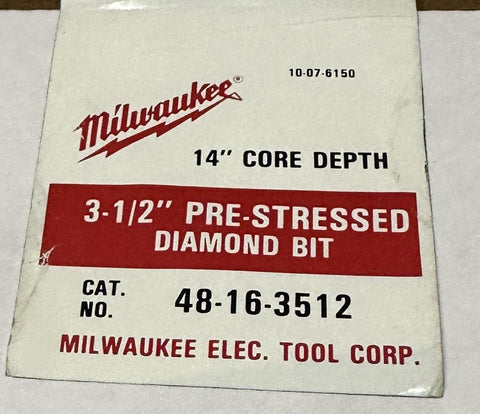 10-07-6150
Milwaukee®
14" CORE DEPTH
3-1/2" PRE-STRESSED
DIAMOND BIT
CAT.
NO. 48-16-3512
MILWAUKEE ELEC. TOOL CORP.